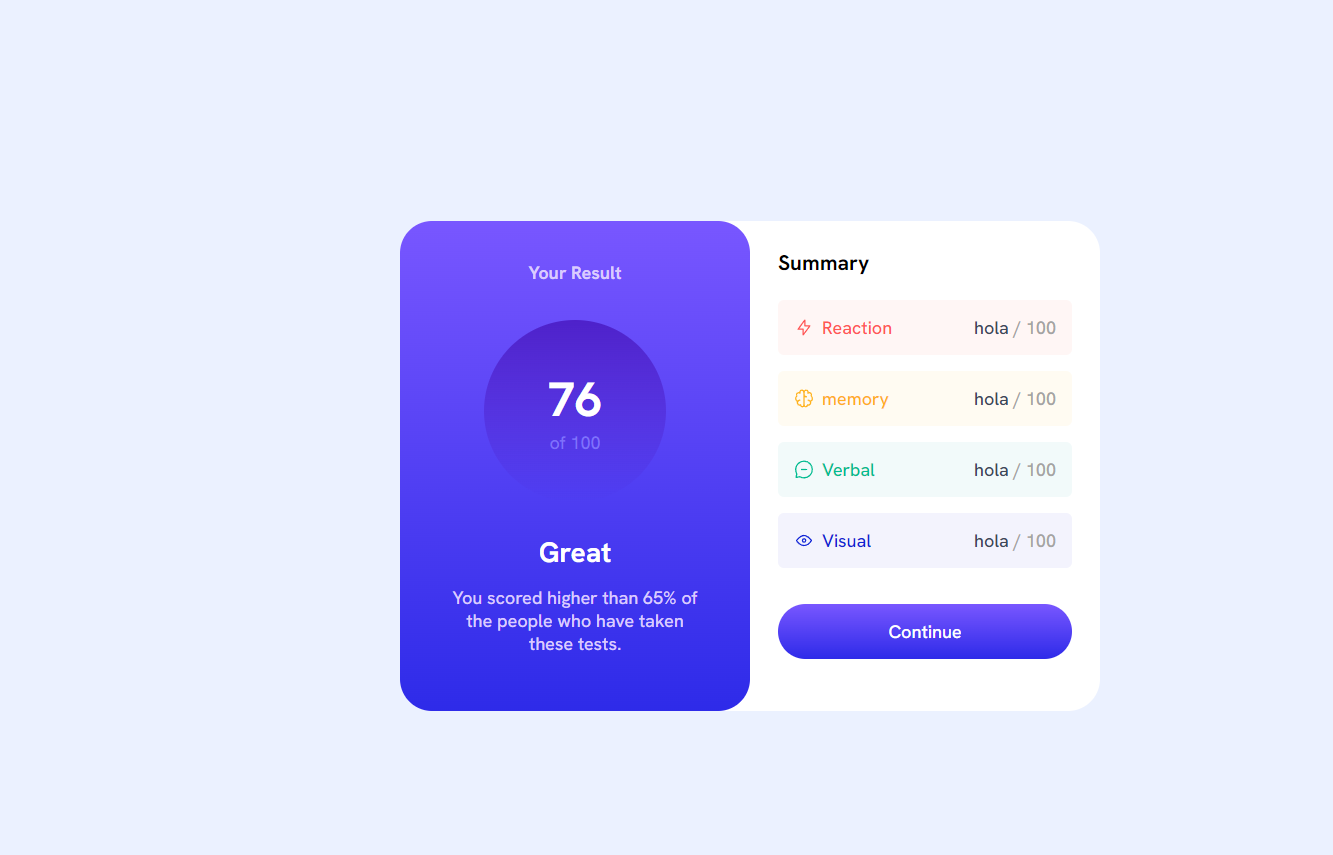 Your Result
76
of 100
Great
You scored higher than 65% of
the people who have taken
these tests.
Summary
Reaction hola / 100
memory hola / 100
Verbal hola / 100
Visual hola / 100
Continue